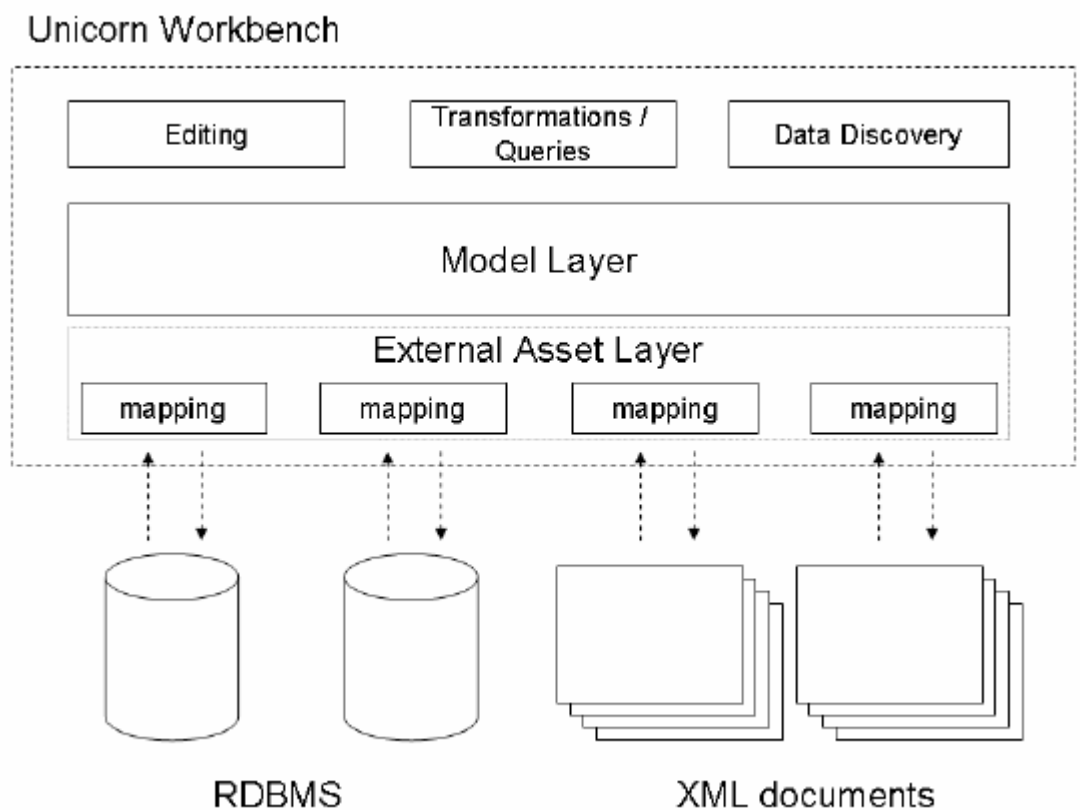 Unicorn Workbench
Editing
Transformations /
Queries
Data Discovery
Model Layer
External Asset Layer
mapping
mapping
mapping
mapping
RDBMS
XML documents